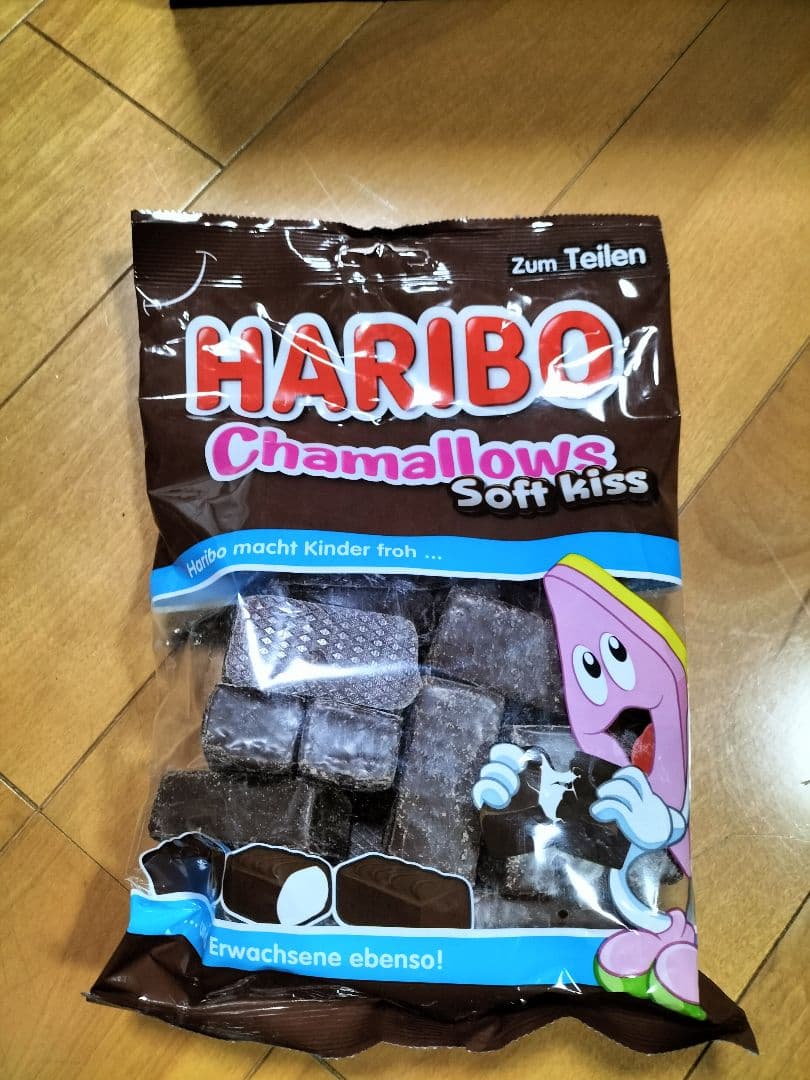 Zum Teilen
HARIBO
Chamallows
Soft kiss
Haribo macht Kinder froh ...
... Erwachsene ebenso!